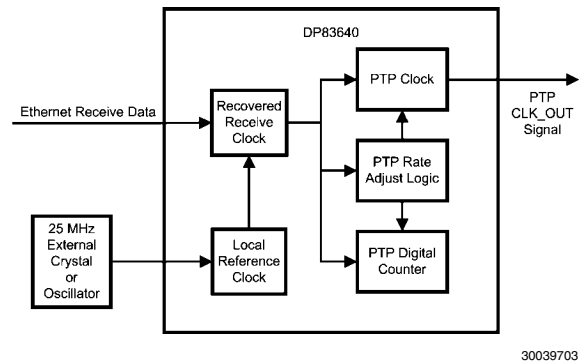 DP83640
Ethernet Receive Data
Recovered
Receive
Clock
PTP Clock
PTP
CLK_OUT
Signal
PTP Rate
Adjust Logic
25 MHz
External
Crystal
or
Oscillator
Local
Reference
Clock
PTP Digital
Counter
30039703